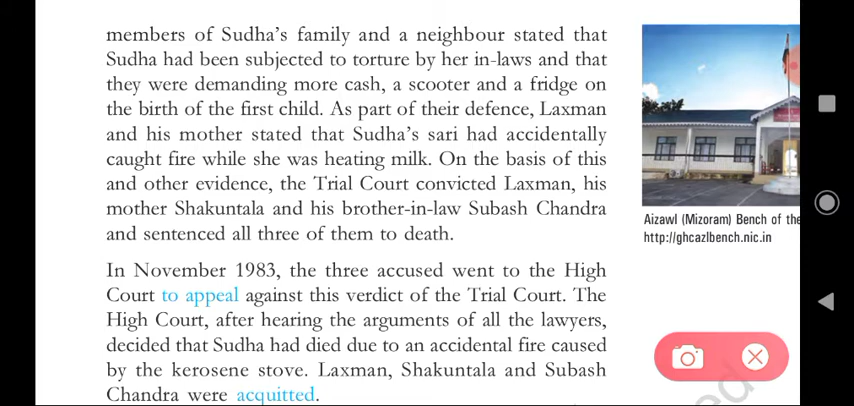 members of Sudha’s family and a neighbour stated that
Sudha had been subjected to torture by her in-laws and that
they were demanding more cash, a scooter and a fridge on
the birth of the first child. As part of their defence, Laxman
and his mother stated that Sudha’s sari had accidentally
caught fire while she was heating milk. On the basis of this
and other evidence, the Trial Court convicted Laxman, his
mother Shakuntala and his brother-in-law Subash Chandra
and sentenced all three of them to death.
In November 1983, the three accused went to the High
Court to appeal against this verdict of the Trial Court. The
High Court, after hearing the arguments of all the lawyers,
decided that Sudha had died due to an accidental fire caused
by the kerosene stove. Laxman, Shakuntala and Subash
Chandra were acquitted.
Aizawl (Mizoram) Bench of the
http://ghcazlbench.nic.in